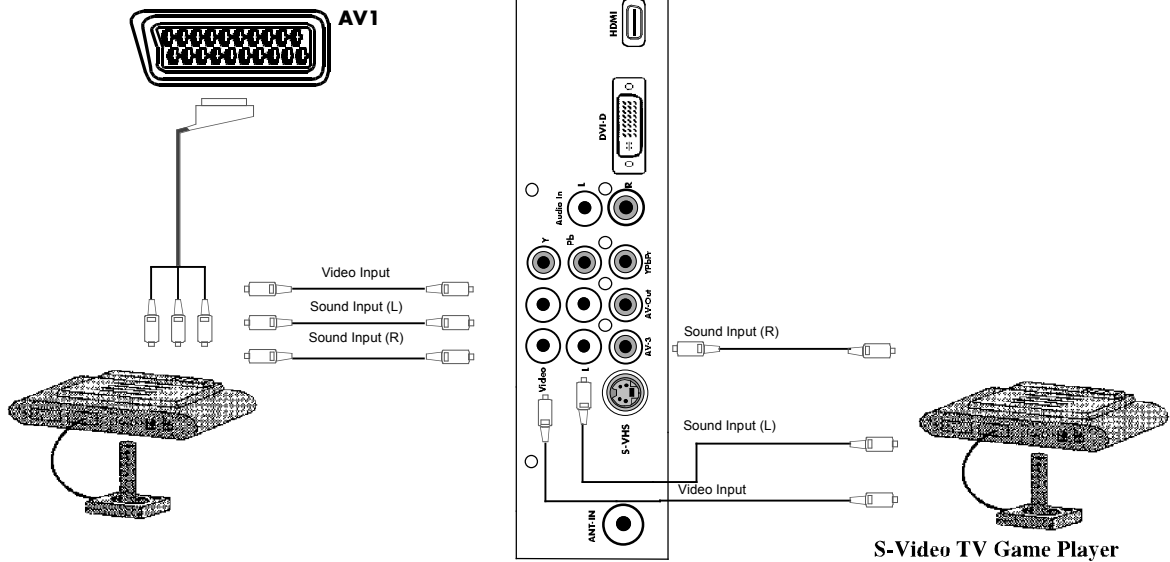 AV1
HDMI
DVI-D
Audio In
L
R
Y
Pb
YPbPr
AV-Out
AV-3
Video
L
S-VHS
ANT-IN
Video Input
Sound Input (L)
Sound Input (R)
Sound Input (R)
Sound Input (L)
Video Input
S-Video TV Game Player